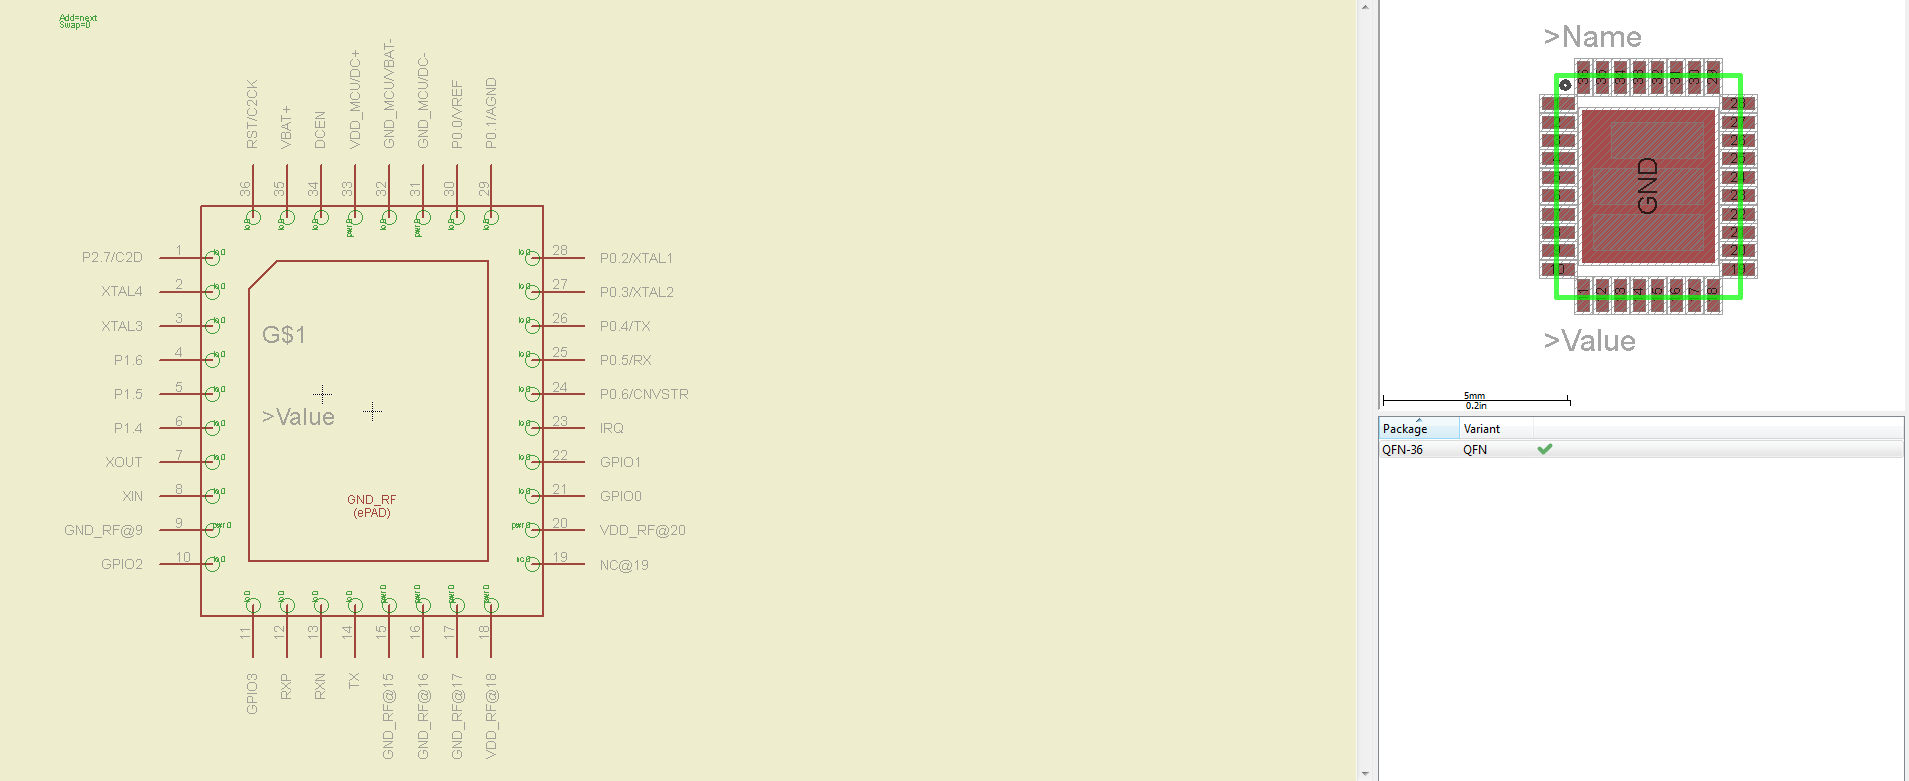 Add=next
Swap=0
RST/C2CK
VBAT+
DCEN
VDD_MCU/DC+
GND_MCU/VBAT-
GND_MCU/DC-
P0.0/VREF
P0.1/AGND
36
35
34
33
32
31
30
29
P2.7/C2D 1
XTAL4 2
XTAL3 3
P1.6 4
P1.5 5
P1.4 6
XOUT 7
XIN 8
GND_RF@9 9
GPIO2 10
28 P0.2/XTAL1
27 P0.3/XTAL2
26 P0.4/TX
25 P0.5/RX
24 P0.6/CNVSTR
23 IRQ
22 GPIO1
21 GPIO0
20 VDD_RF@20
19 NC@19
G$1
>Value
GND_RF
(ePAD)
11
12
13
14
15
16
17
18
GPIO3
RXP
RXN
TX
GND_RF@15
GND_RF@16
GND_RF@17
VDD_RF@18
>Name
GND
>Value
5mm
0.2in
Package Variant
QFN-36 QFN